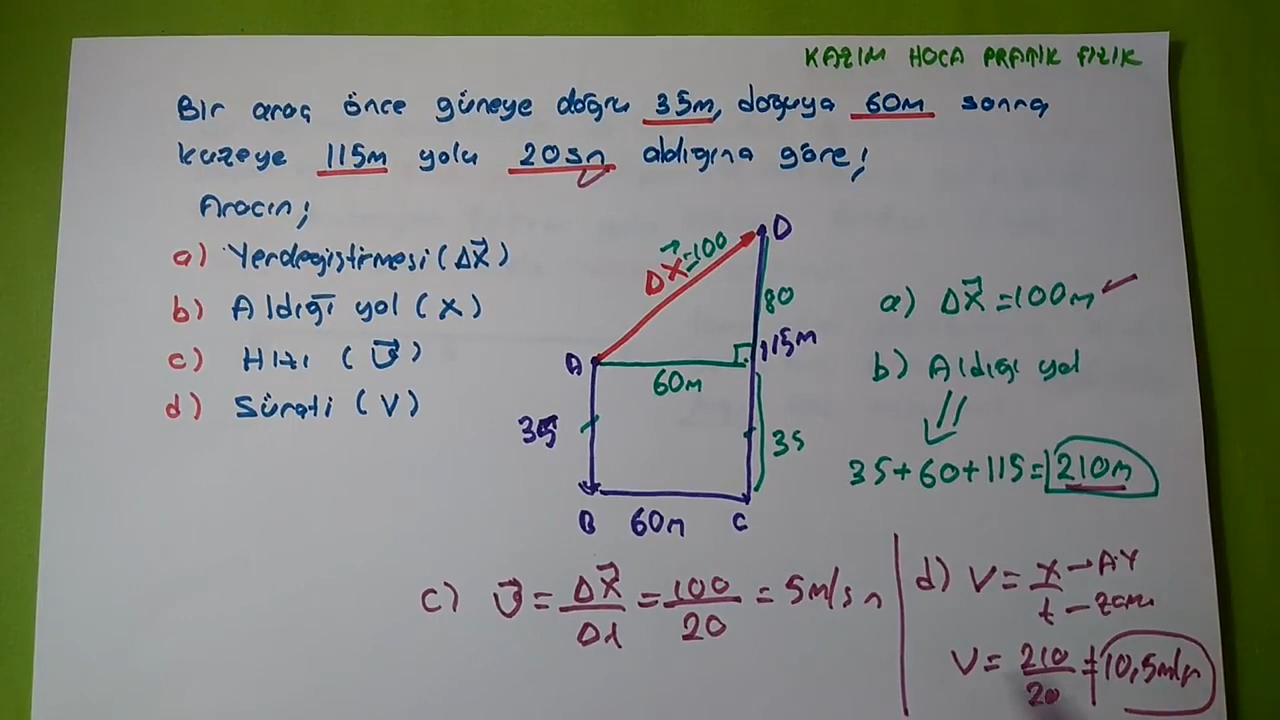 KAZIM HOCA PRATİK FİZİK
Bir araç önce güneye doğru 35m, doğuya 60m sonra
kuzeye 115m yolu 20sn aldığına göre;
Aracın;
a) Yerdeğiştirmesi (Δx⃗)
b) Aldığı yol (x)
c) Hızı (ϑ⃗)
d) Sürati (V)
D
Δx⃗=100
80
A
115m
60m
35
35
B 60m C
a) Δx⃗=100m
b) Aldığı yol
35+60+115=210m
c) ϑ⃗ = Δx⃗/Δt = 100/20 = 5m/sn
d) V = x/t → A.Y
V = 210/20 = 10,5m/sn